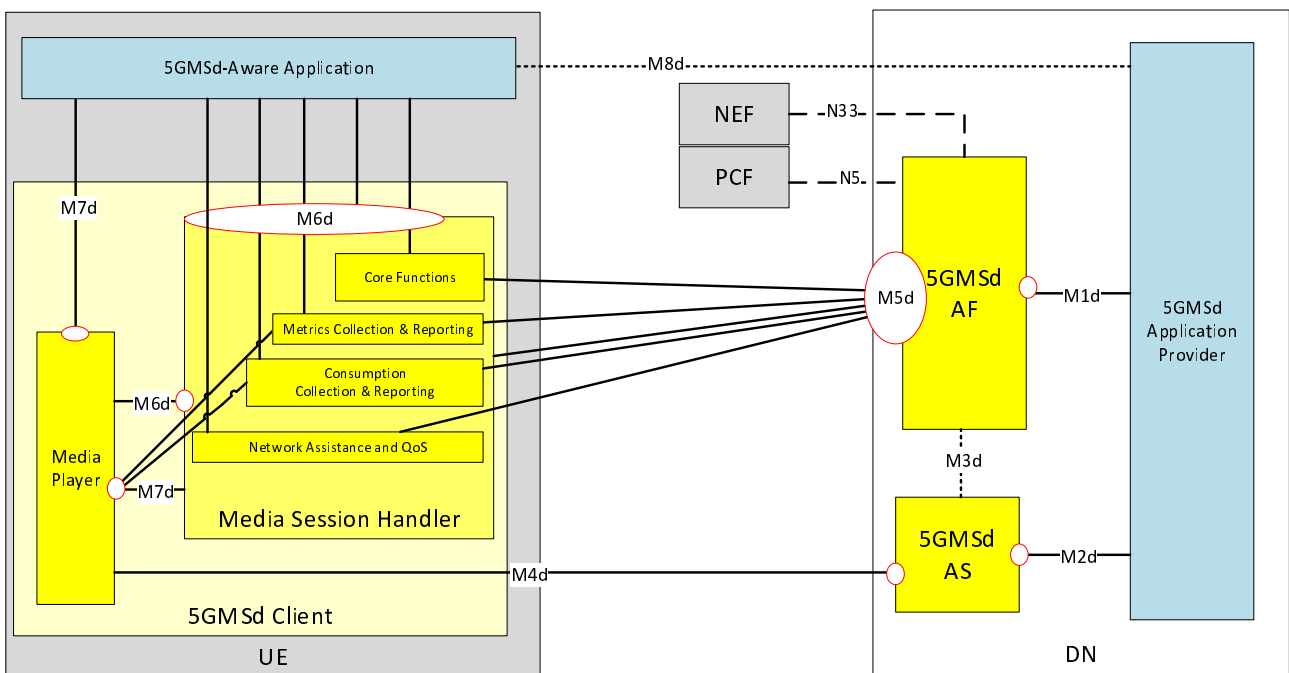 5GMSd-Aware Application
M8d
NEF
N33
PCF
N5
M7d
M6d
Core Functions
5GMSd
AF
M5d
M1d
5GMSd
Application
Provider
Metrics Collection & Reporting
Consumption
Collection & Reporting
M6d
Network Assistance and QoS
Media
Player
M7d
M3d
Media Session Handler
5GMSd
AS
M2d
M4d
5GMSd Client
UE
DN